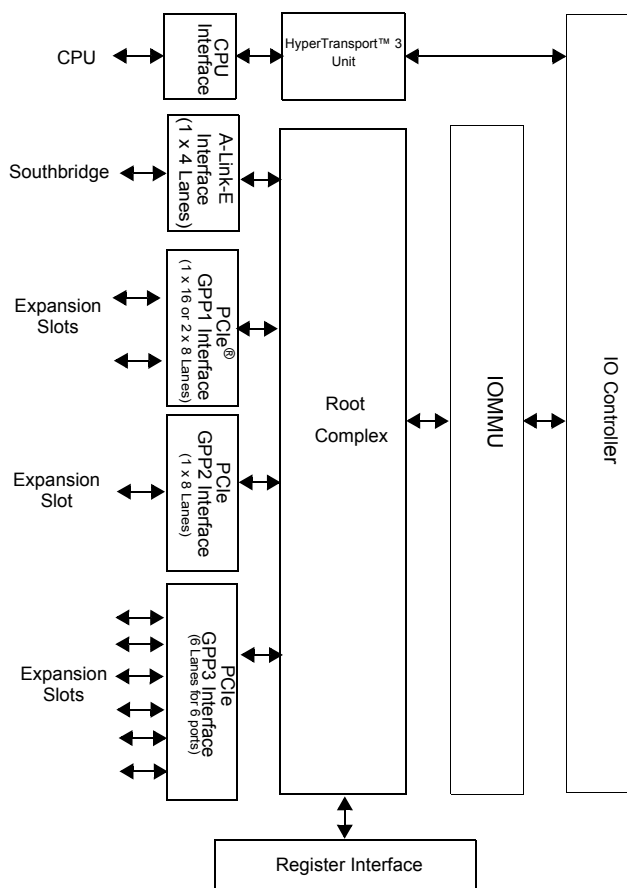 CPU
CPU
Interface
HyperTransport™ 3
Unit
Southbridge
A-Link-E
Interface
(1 x 4 Lanes)
Expansion
Slots
PCIe®
GPP1 Interface
(1 x 16 or 2 x 8 Lanes)
Root
Complex
IOMMU
IO Controller
Expansion
Slot
PCIe
GPP2 Interface
(1 x 8 Lanes)
Expansion
Slots
PCIe
GPP3 Interface
(6 Lanes for 6 ports)
Register Interface